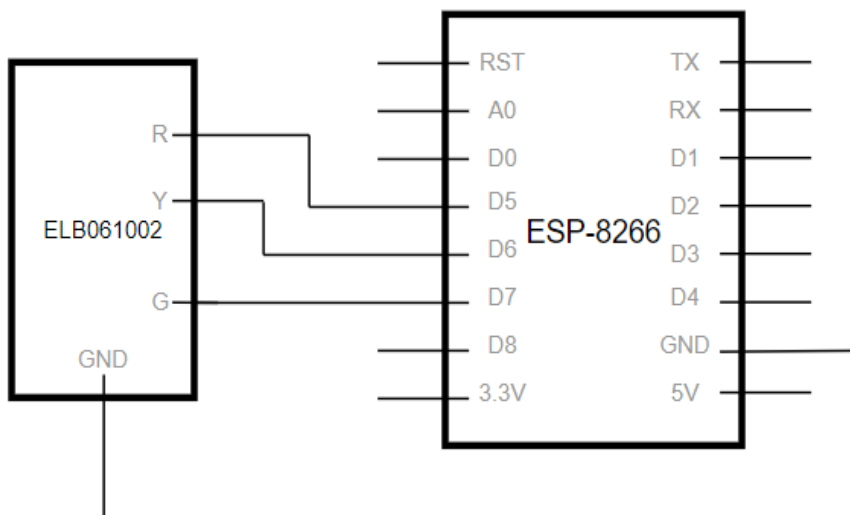 R
Y
ELB061002
G
GND
RST
A0
D0
D5
D6
D7
D8
3.3V
ESP-8266
TX
RX
D1
D2
D3
D4
GND
5V